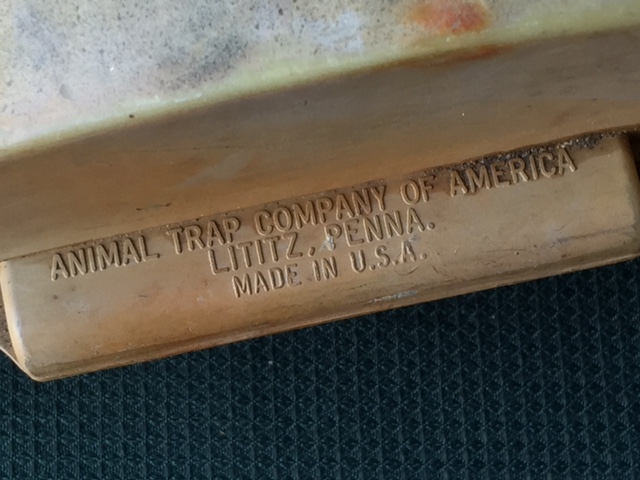 ANIMAL TRAP COMPANY OF AMERICA
LITITZ, PENNA.
MADE IN U.S.A.